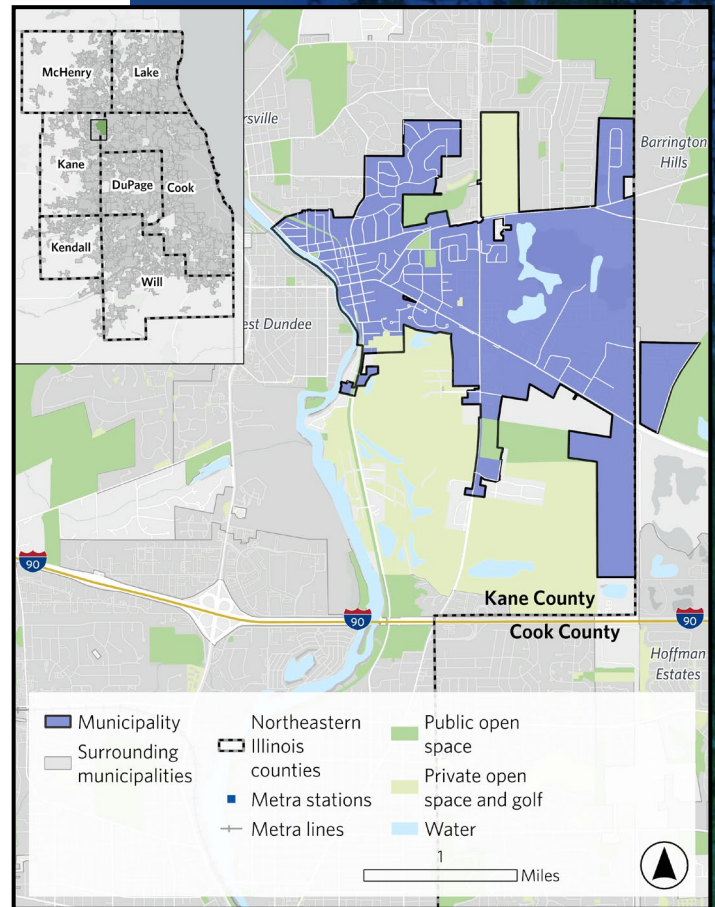 McHenry
Lake
Kane
DuPage
Cook
Kendall
Will
rsville
Barrington
Hills
est Dundee
90
90
90
Kane County
Cook County
Hoffman
Estates
Municipality
Surrounding
municipalities
Northeastern
Illinois
counties
Metra stations
Metra lines
Public open
space
Private open
space and golf
Water
1
Miles